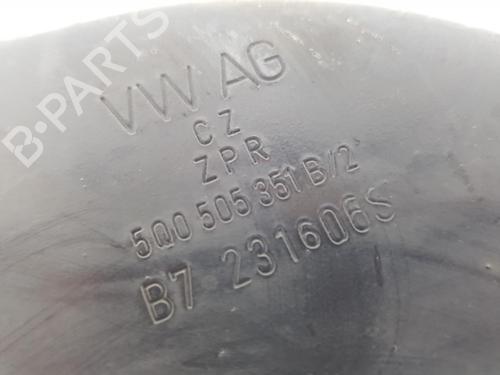 VW AG
CZ
ZPR
5Q0 505 351 B/2
B7 231606S
B-PARTS